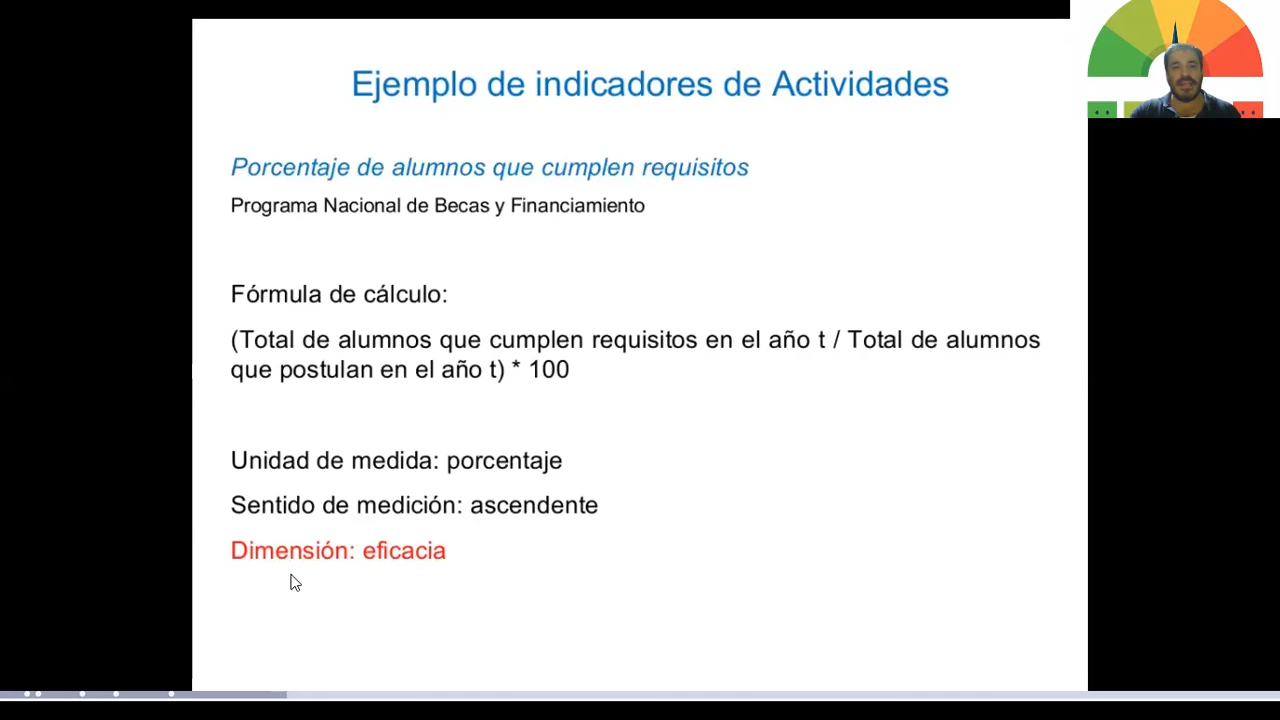 Ejemplo de indicadores de Actividades
Porcentaje de alumnos que cumplen requisitos
Programa Nacional de Becas y Financiamiento
Fórmula de cálculo:
(Total de alumnos que cumplen requisitos en el año t / Total de alumnos
que postulan en el año t) * 100
Unidad de medida: porcentaje
Sentido de medición: ascendente
Dimensión: eficacia